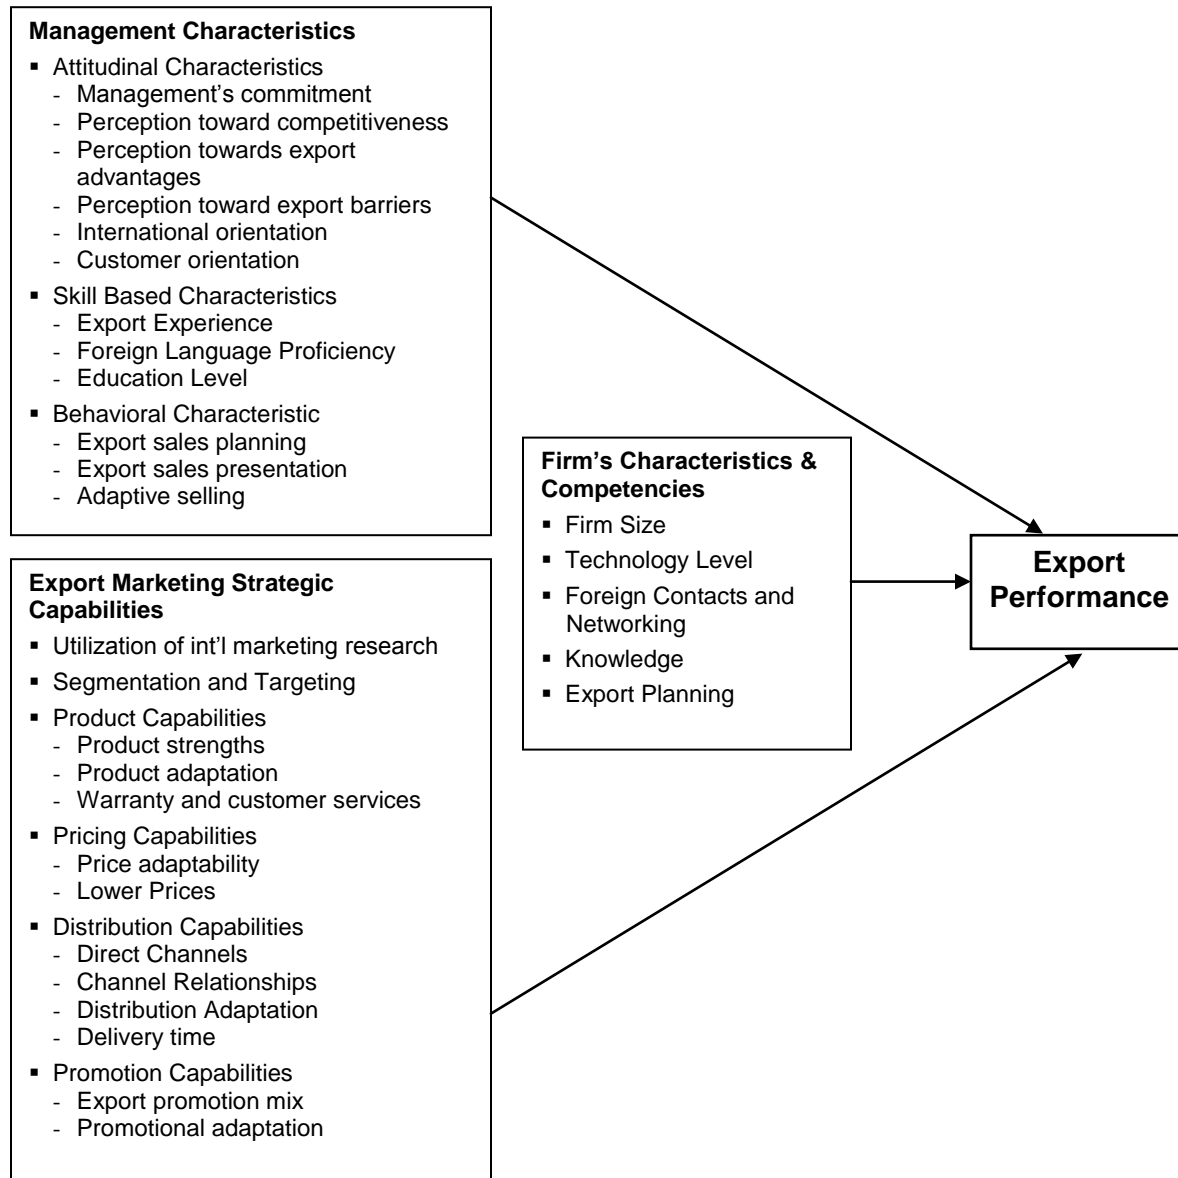 Management Characteristics
▪ Attitudinal Characteristics
- Management’s commitment
- Perception toward competitiveness
- Perception towards export
advantages
- Perception toward export barriers
- International orientation
- Customer orientation
▪ Skill Based Characteristics
- Export Experience
- Foreign Language Proficiency
- Education Level
▪ Behavioral Characteristic
- Export sales planning
- Export sales presentation
- Adaptive selling
Export Marketing Strategic
Capabilities
▪ Utilization of int’l marketing research
▪ Segmentation and Targeting
▪ Product Capabilities
- Product strengths
- Product adaptation
- Warranty and customer services
▪ Pricing Capabilities
- Price adaptability
- Lower Prices
▪ Distribution Capabilities
- Direct Channels
- Channel Relationships
- Distribution Adaptation
- Delivery time
▪ Promotion Capabilities
- Export promotion mix
- Promotional adaptation
Firm’s Characteristics &
Competencies
▪ Firm Size
▪ Technology Level
▪ Foreign Contacts and
Networking
▪ Knowledge
▪ Export Planning
Export
Performance